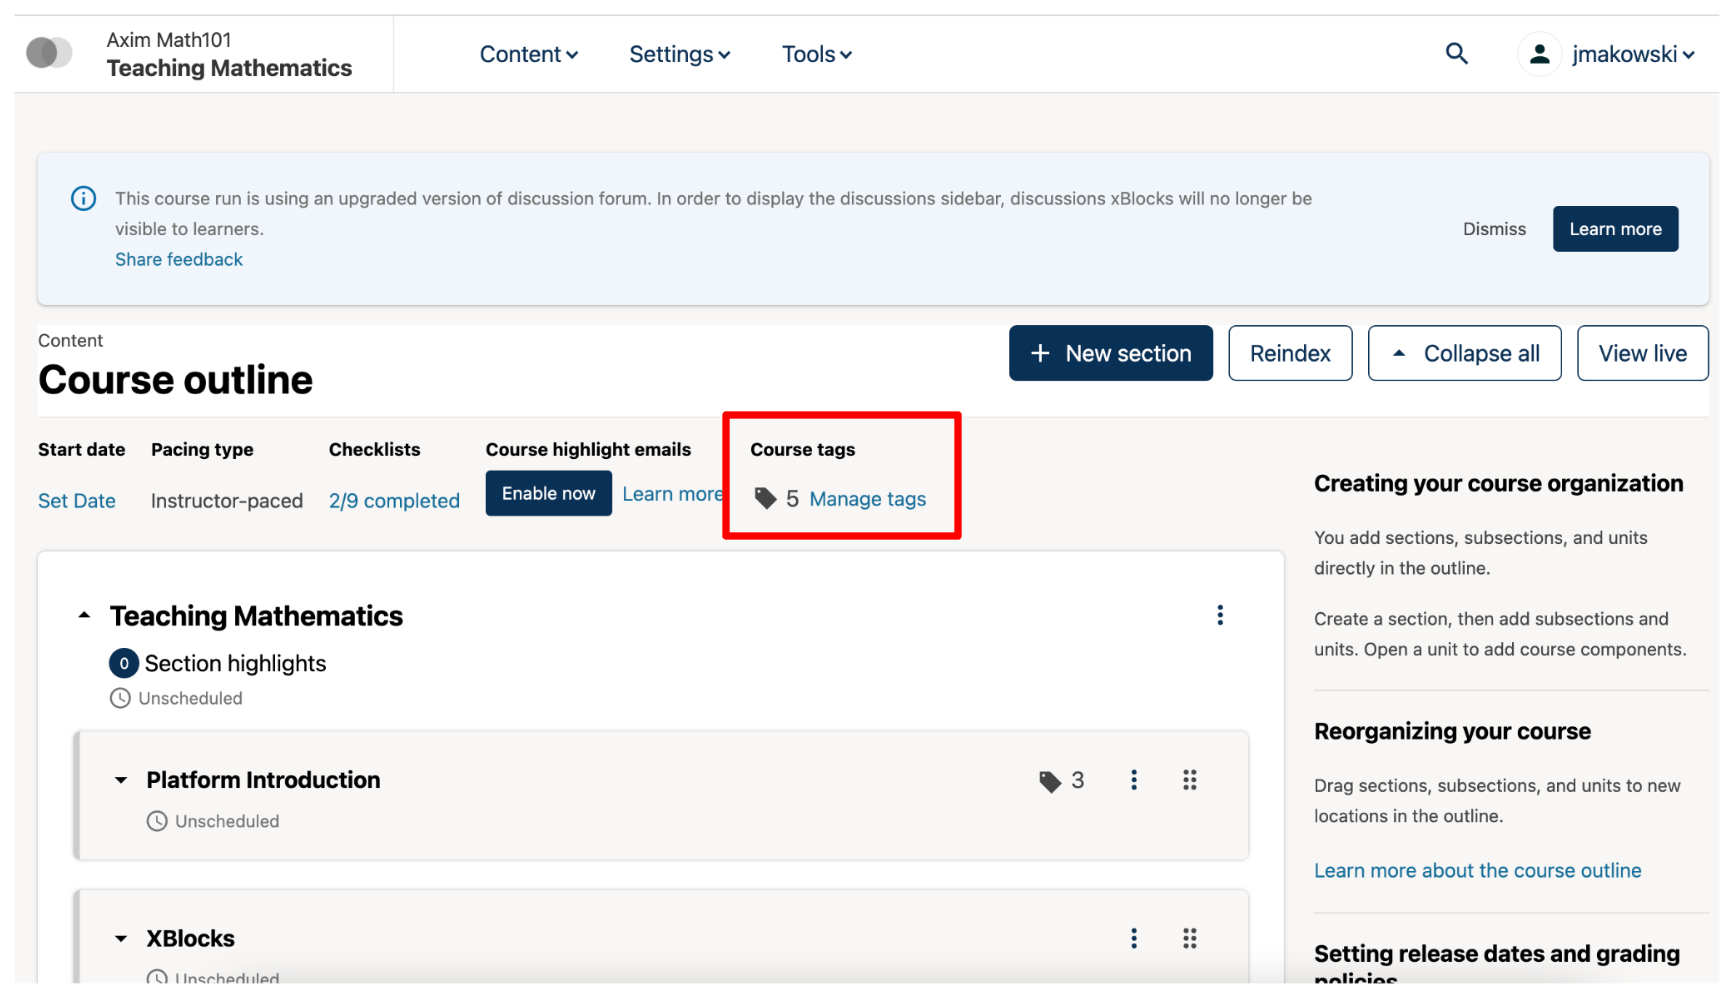 Axim Math101
Teaching Mathematics
Content
Settings
Tools
jmakowski
This course run is using an upgraded version of discussion forum. In order to display the discussions sidebar, discussions xBlocks will no longer be
visible to learners.
Share feedback
Dismiss
Learn more
Content
Course outline
+ New section
Reindex
Collapse all
View live
Start date
Pacing type
Checklists
Course highlight emails
Course tags
Set Date
Instructor-paced
2/9 completed
Enable now
Learn more
5 Manage tags
Teaching Mathematics
0 Section highlights
Unscheduled
Platform Introduction
3
Unscheduled
XBlocks
Unscheduled
Creating your course organization
You add sections, subsections, and units
directly in the outline.
Create a section, then add subsections and
units. Open a unit to add course components.
Reorganizing your course
Drag sections, subsections, and units to new
locations in the outline.
Learn more about the course outline
Setting release dates and grading
policies